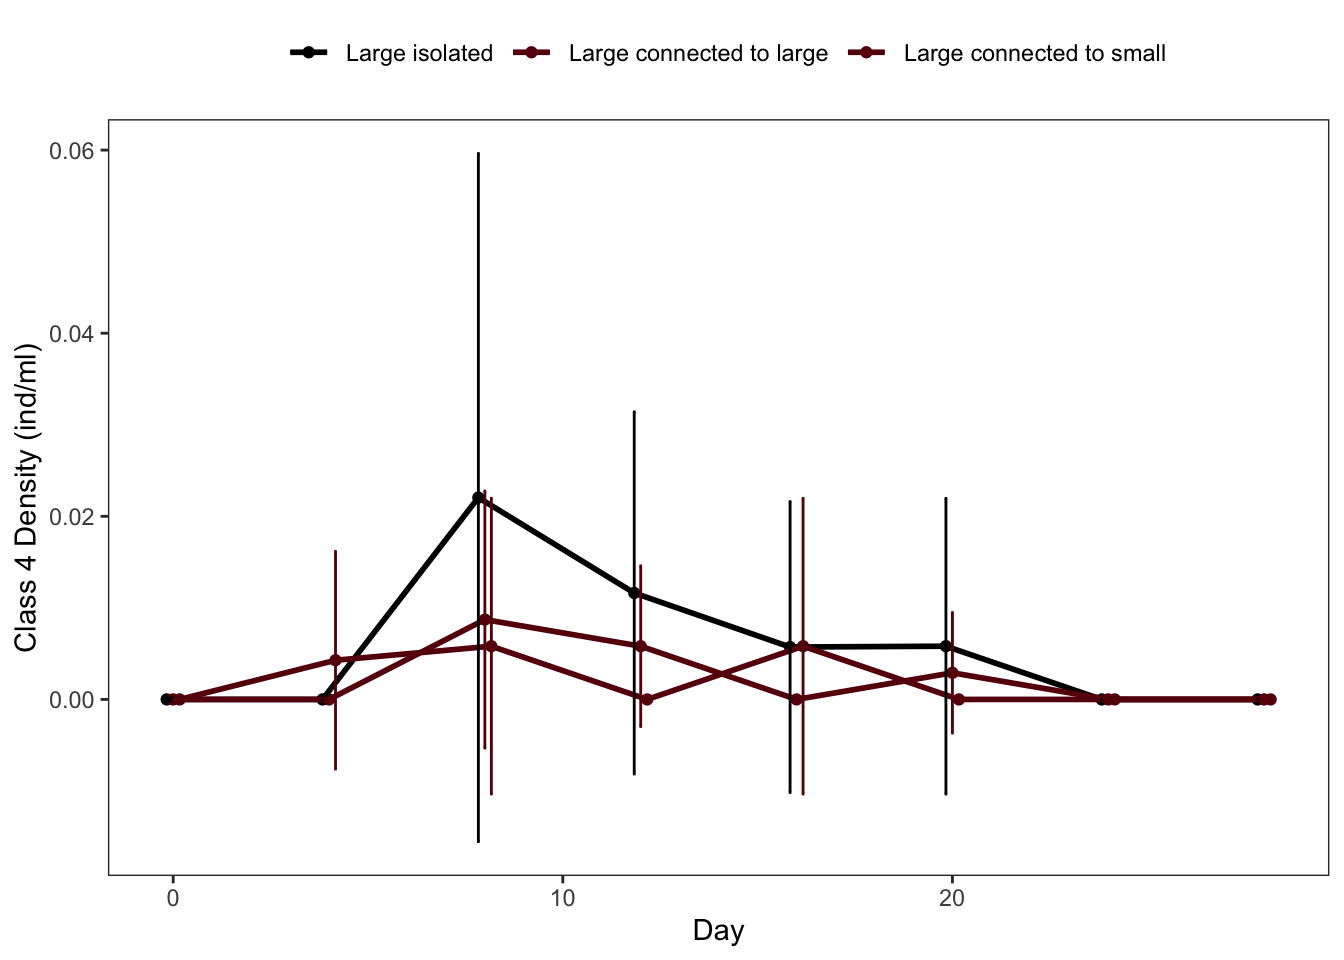 Large isolated Large connected to large Large connected to small
0.06
0.04
0.02
0.00
Class 4 Density (ind/ml)
0 10 20
Day